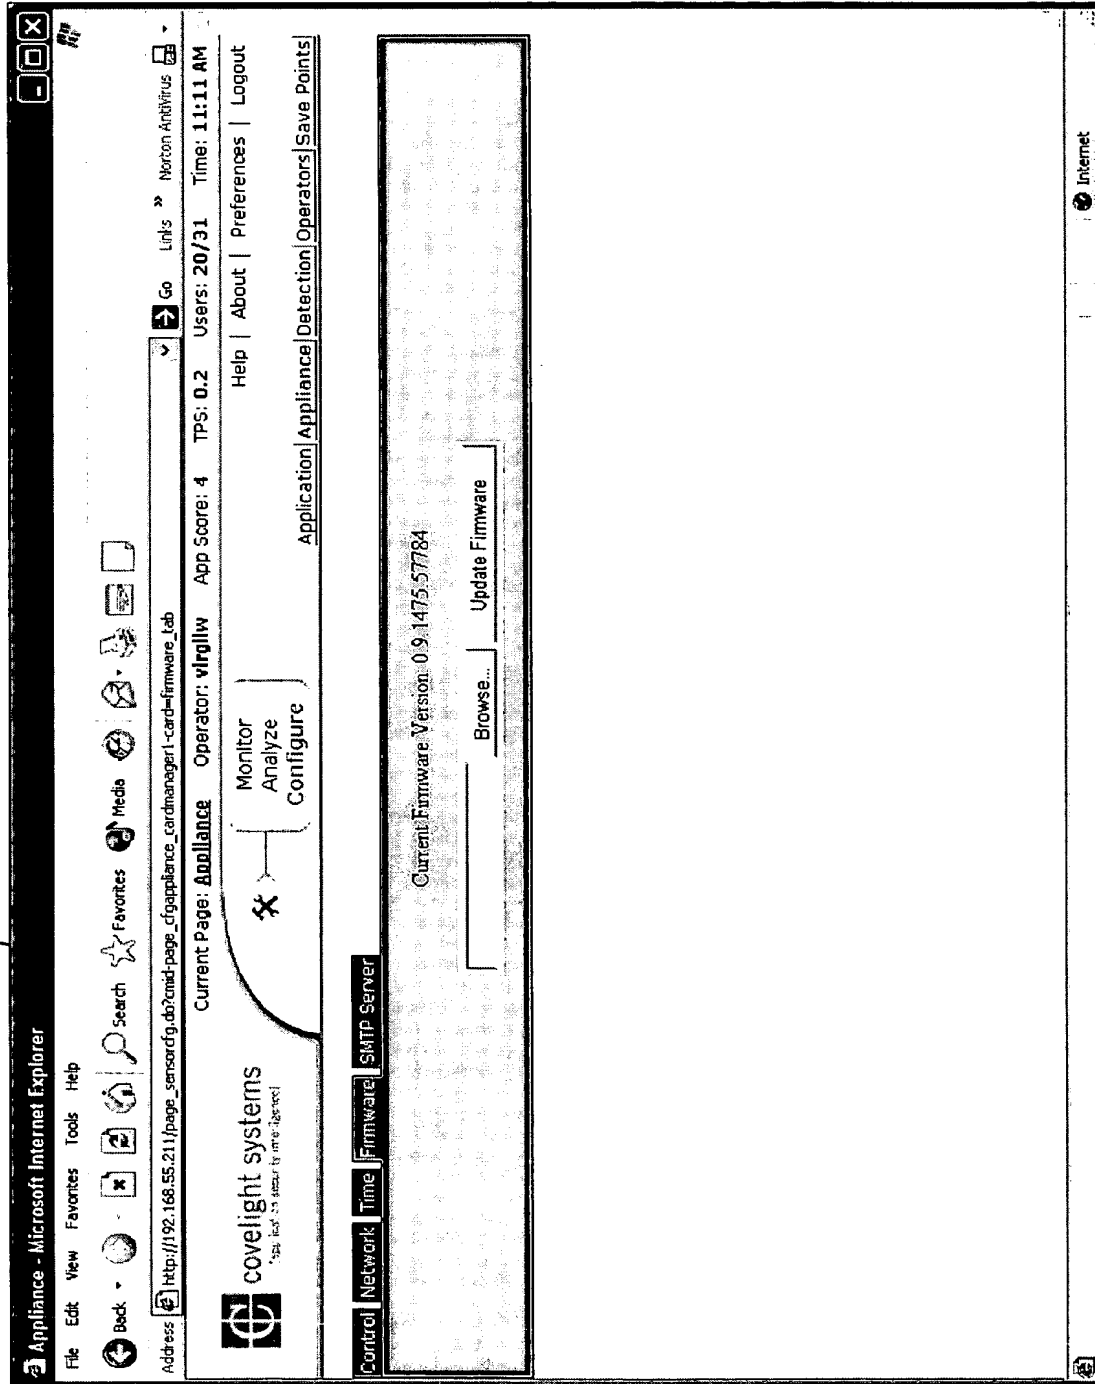 Appliance - Microsoft Internet Explorer
File Edit View Favorites Tools Help
Back Search Favorites Media
Address http://192.168.55.211/page_sensorcfg.do?cmid-page_cfgappliance_cardmanager1-card=firmware_tab Go Links » Norton AntiVirus
Current Page: Appliance Operator: virgilw App Score: 4 TPS: 0.2 Users: 20/31 Time: 11:11 AM
covelight systems
Monitor
Analyze
Configure
Help | About | Preferences | Logout
Application Appliance Detection Operators Save Points
Control Network Time Firmware SMTP Server
Current Firmware Version: 0.9.1475.57784
Browse... Update Firmware
Internet